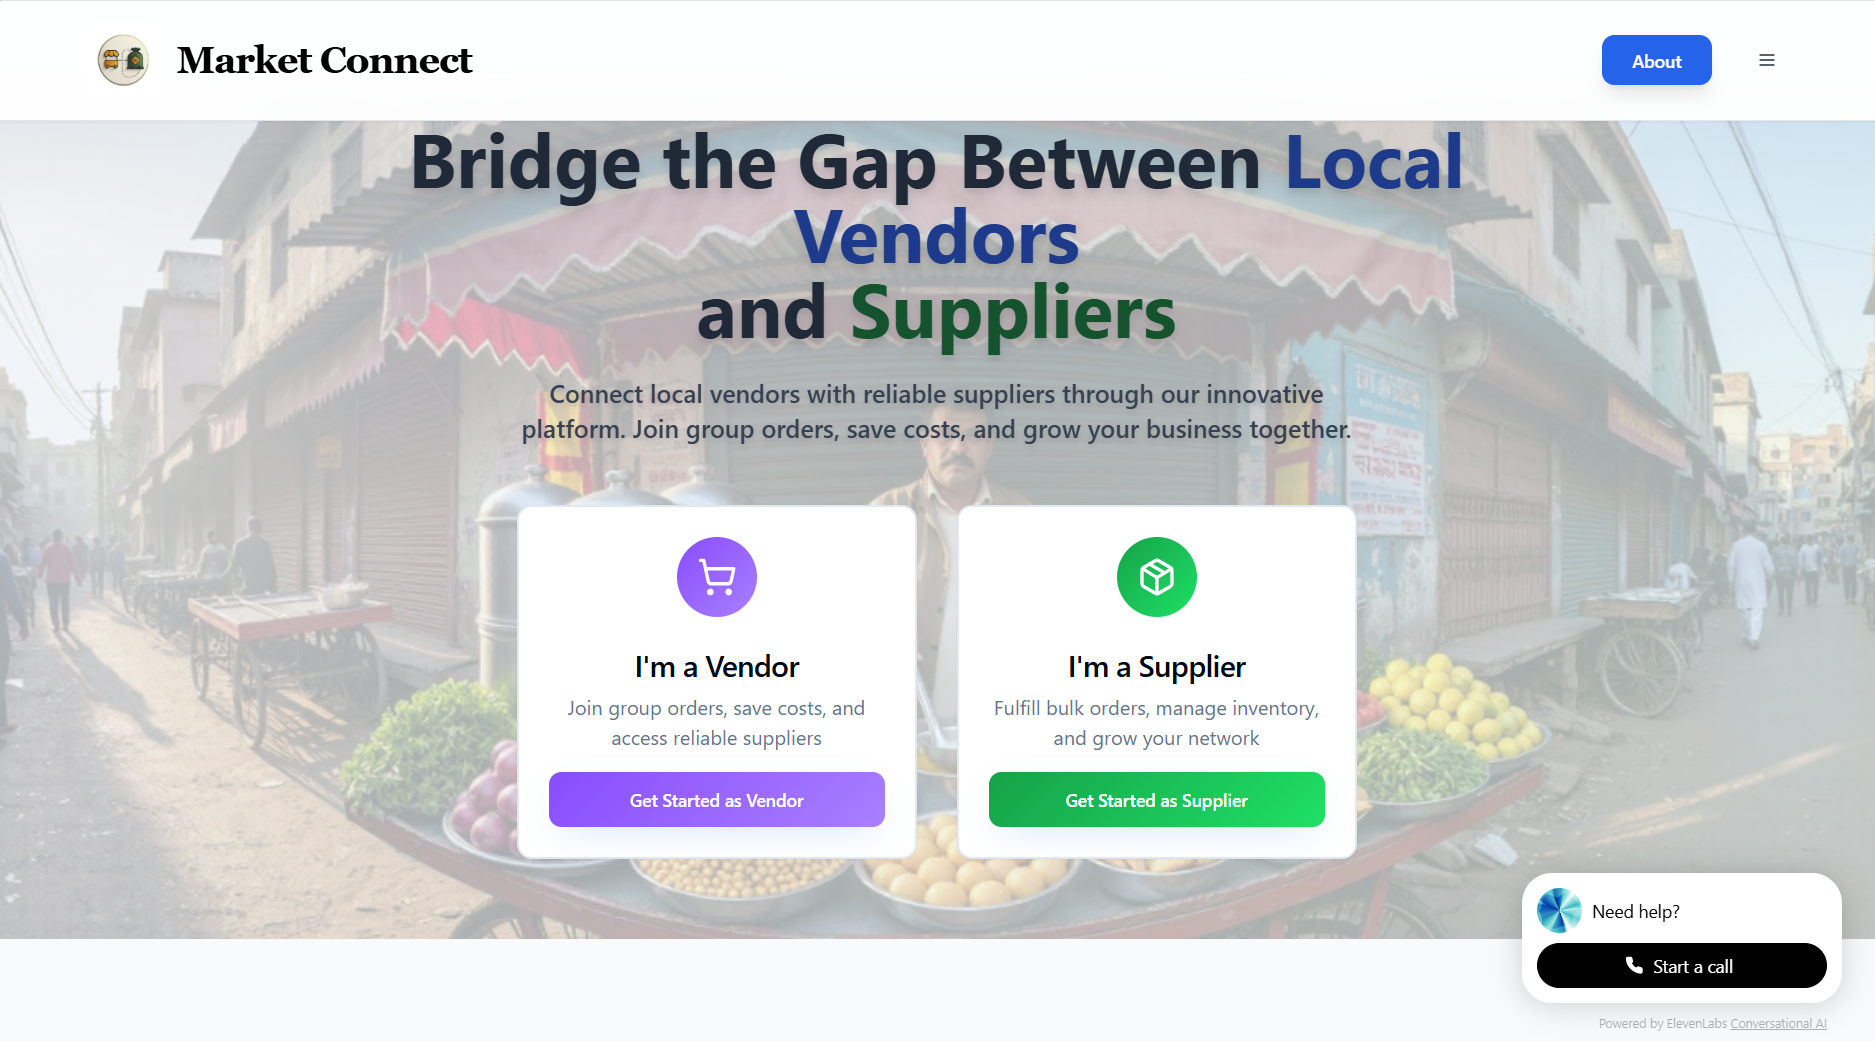 Market Connect
About
Bridge the Gap Between Local
Vendors
and Suppliers
Connect local vendors with reliable suppliers through our innovative
platform. Join group orders, save costs, and grow your business together.
I'm a Vendor
Join group orders, save costs, and
access reliable suppliers
Get Started as Vendor
I'm a Supplier
Fulfill bulk orders, manage inventory,
and grow your network
Get Started as Supplier
Need help?
Start a call
Powered by ElevenLabs Conversational AI